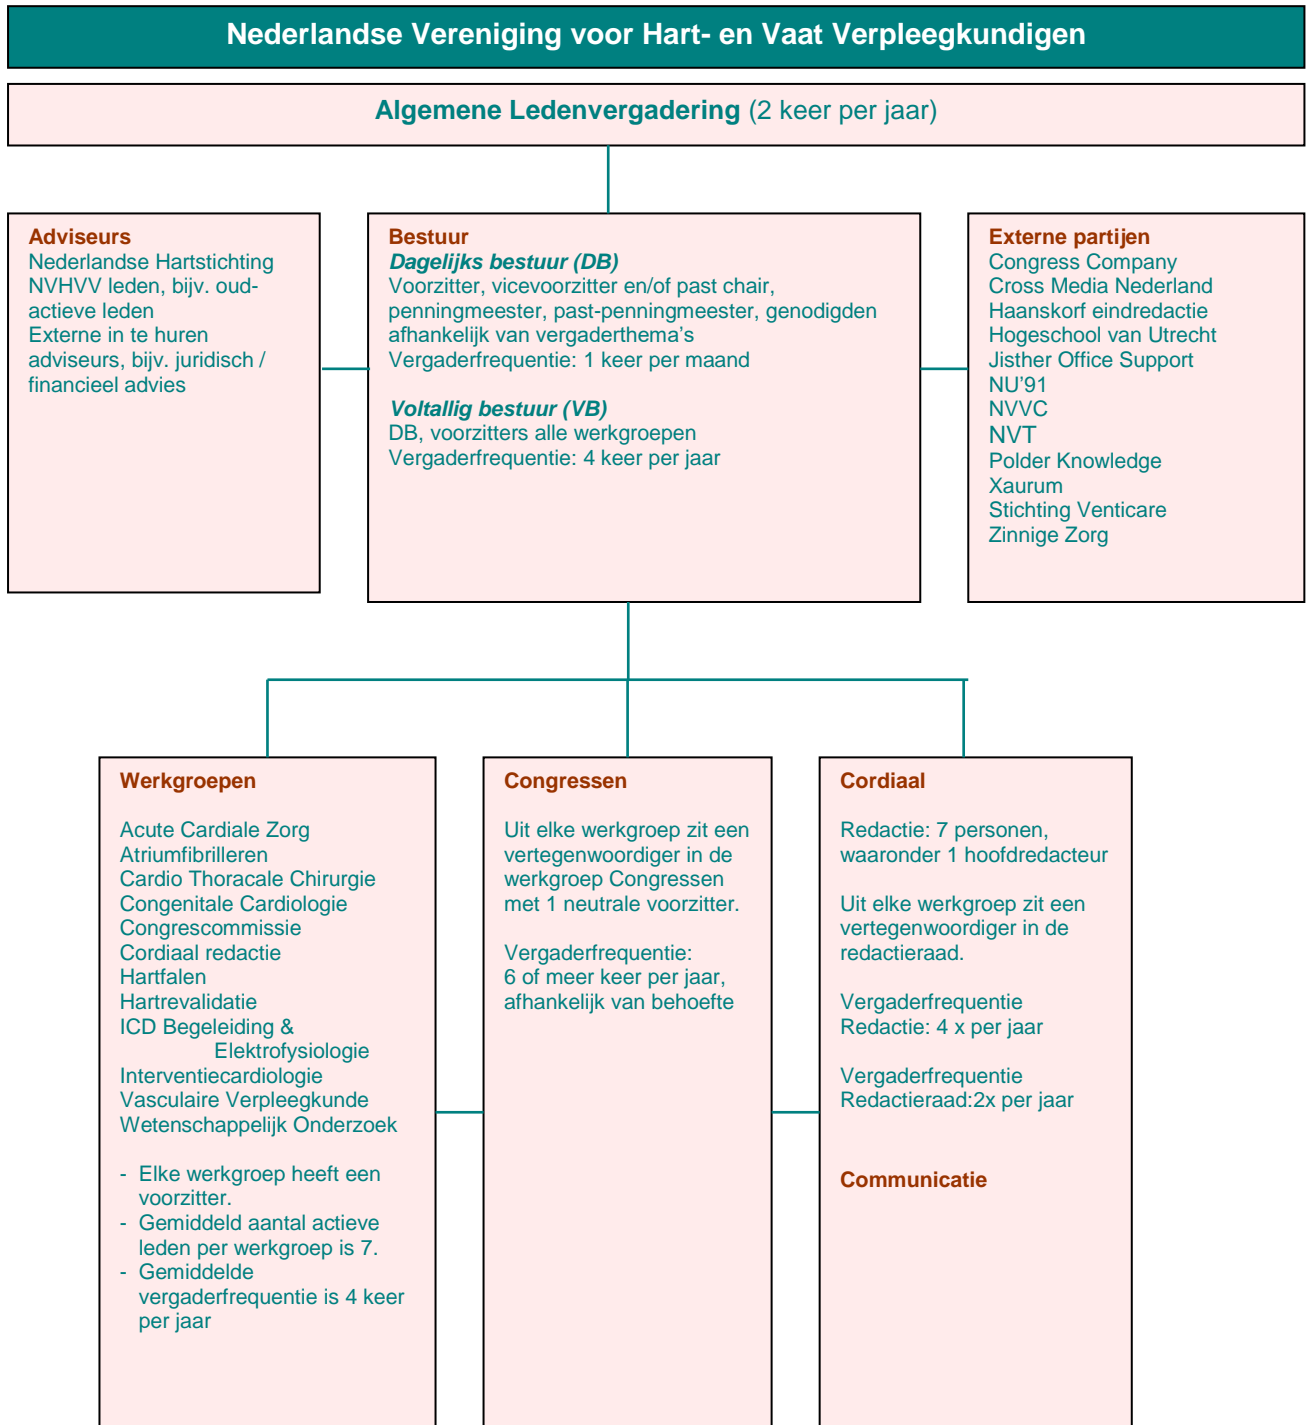 Nederlandse Vereniging voor Hart- en Vaat Verpleegkundigen
Algemene Ledenvergadering (2 keer per jaar)
Adviseurs
Nederlandse Hartstichting
NVHVV leden, bijv. oud-
actieve leden
Externe in te huren
adviseurs, bijv. juridisch /
financieel advies
Bestuur
Dagelijks bestuur (DB)
Voorzitter, vicevoorzitter en/of past chair,
penningmeester, past-penningmeester, genodigden
afhankelijk van vergaderthema’s
Vergaderfrequentie: 1 keer per maand
Voltallig bestuur (VB)
DB, voorzitters alle werkgroepen
Vergaderfrequentie: 4 keer per jaar
Externe partijen
Congress Company
Cross Media Nederland
Haanskorf eindredactie
Hogeschool van Utrecht
Jisther Office Support
NU’91
NVVC
NVT
Polder Knowledge
Xaurum
Stichting Venticare
Zinnige Zorg
Werkgroepen
Acute Cardiale Zorg
Atriumfibrilleren
Cardio Thoracale Chirurgie
Congenitale Cardiologie
Congrescommissie
Cordiaal redactie
Hartfalen
Hartrevalidatie
ICD Begeleiding &
Elektrofysiologie
Interventiecardiologie
Vasculaire Verpleegkunde
Wetenschappelijk Onderzoek
- Elke werkgroep heeft een
voorzitter.
- Gemiddeld aantal actieve
leden per werkgroep is 7.
- Gemiddelde
vergaderfrequentie is 4 keer
per jaar
Congressen
Uit elke werkgroep zit een
vertegenwoordiger in de
werkgroep Congressen
met 1 neutrale voorzitter.
Vergaderfrequentie:
6 of meer keer per jaar,
afhankelijk van behoefte
Cordiaal
Redactie: 7 personen,
waaronder 1 hoofdredacteur
Uit elke werkgroep zit een
vertegenwoordiger in de
redactieraad.
Vergaderfrequentie
Redactie: 4 x per jaar
Vergaderfrequentie
Redactieraad:2x per jaar
Communicatie